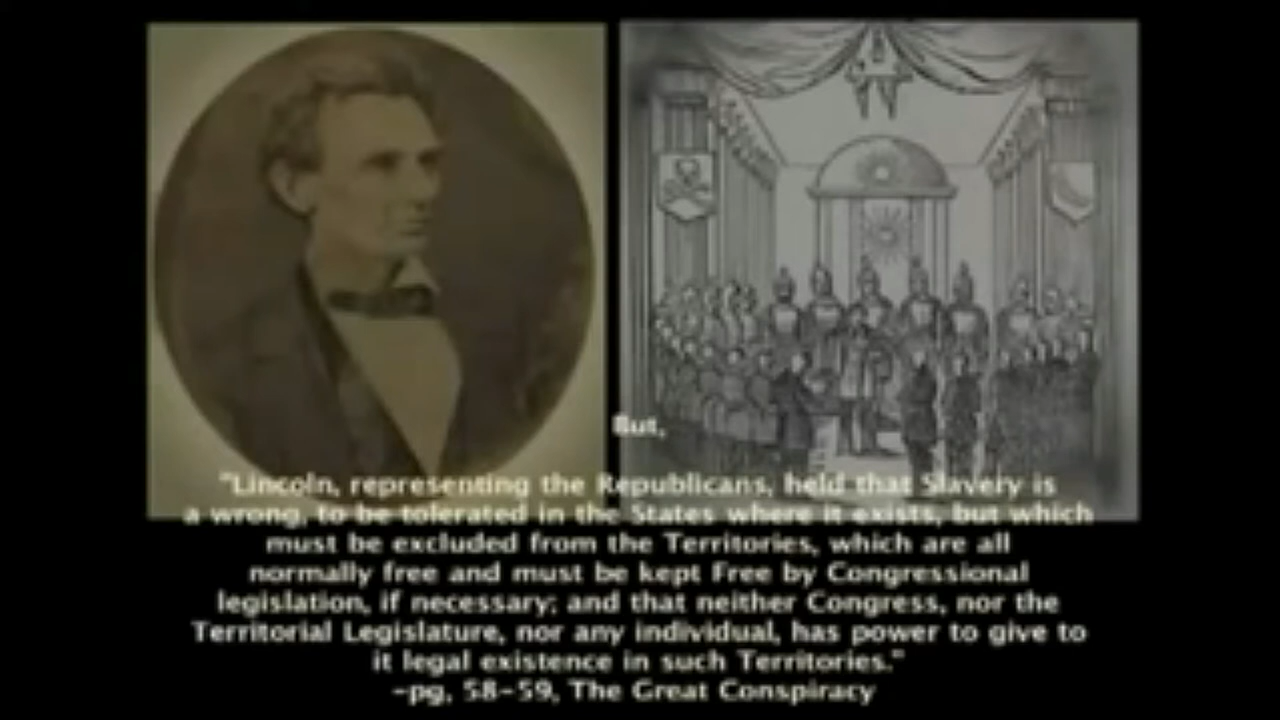 But,
"Lincoln, representing the Republicans, held that Slavery is
a wrong, to be tolerated in the States where it exists, but which
must be excluded from the Territories, which are all
normally free and must be kept Free by Congressional
legislation, if necessary; and that neither Congress, nor the
Territorial Legislature, nor any individual, has power to give to
it legal existence in such Territories."
-pg, 58-59, The Great Conspiracy